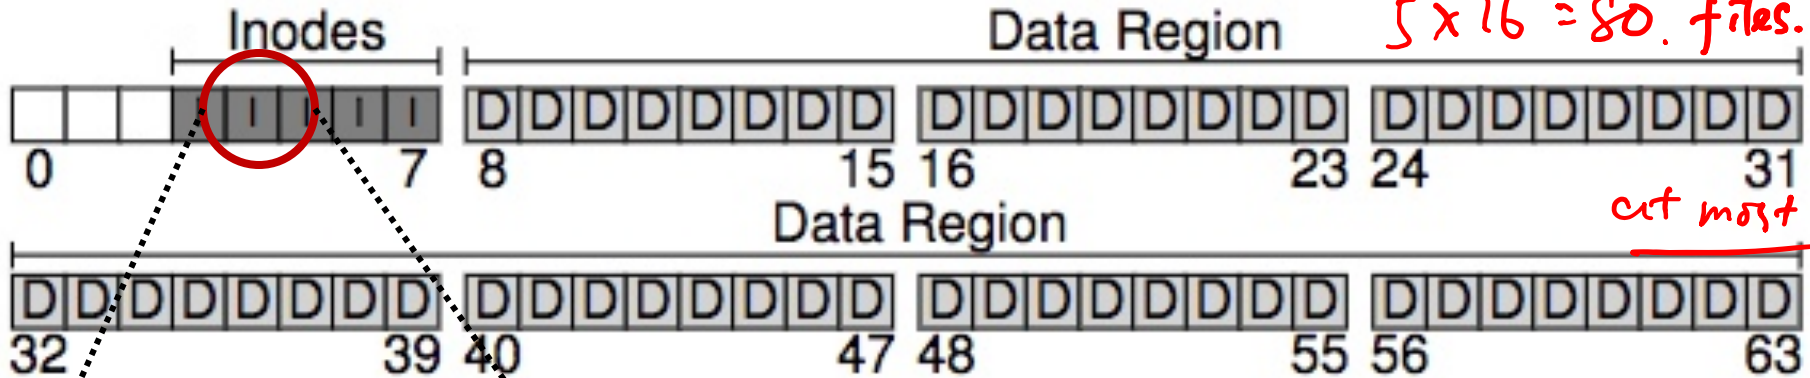 Inodes Data Region 5 x 16 = 80. files.
I I I I I D D D D D D D D D D D D D D D D D D D D D D D D
0 7 8 15 16 23 24 31
Data Region at most
D D D D D D D D D D D D D D D D D D D D D D D D D D D D D D D D
32 39 40 47 48 55 56 63